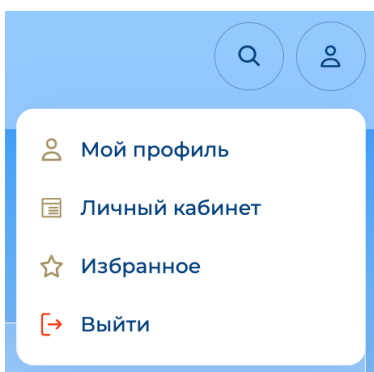 Мой профиль
Личный кабинет
Избранное
Выйти